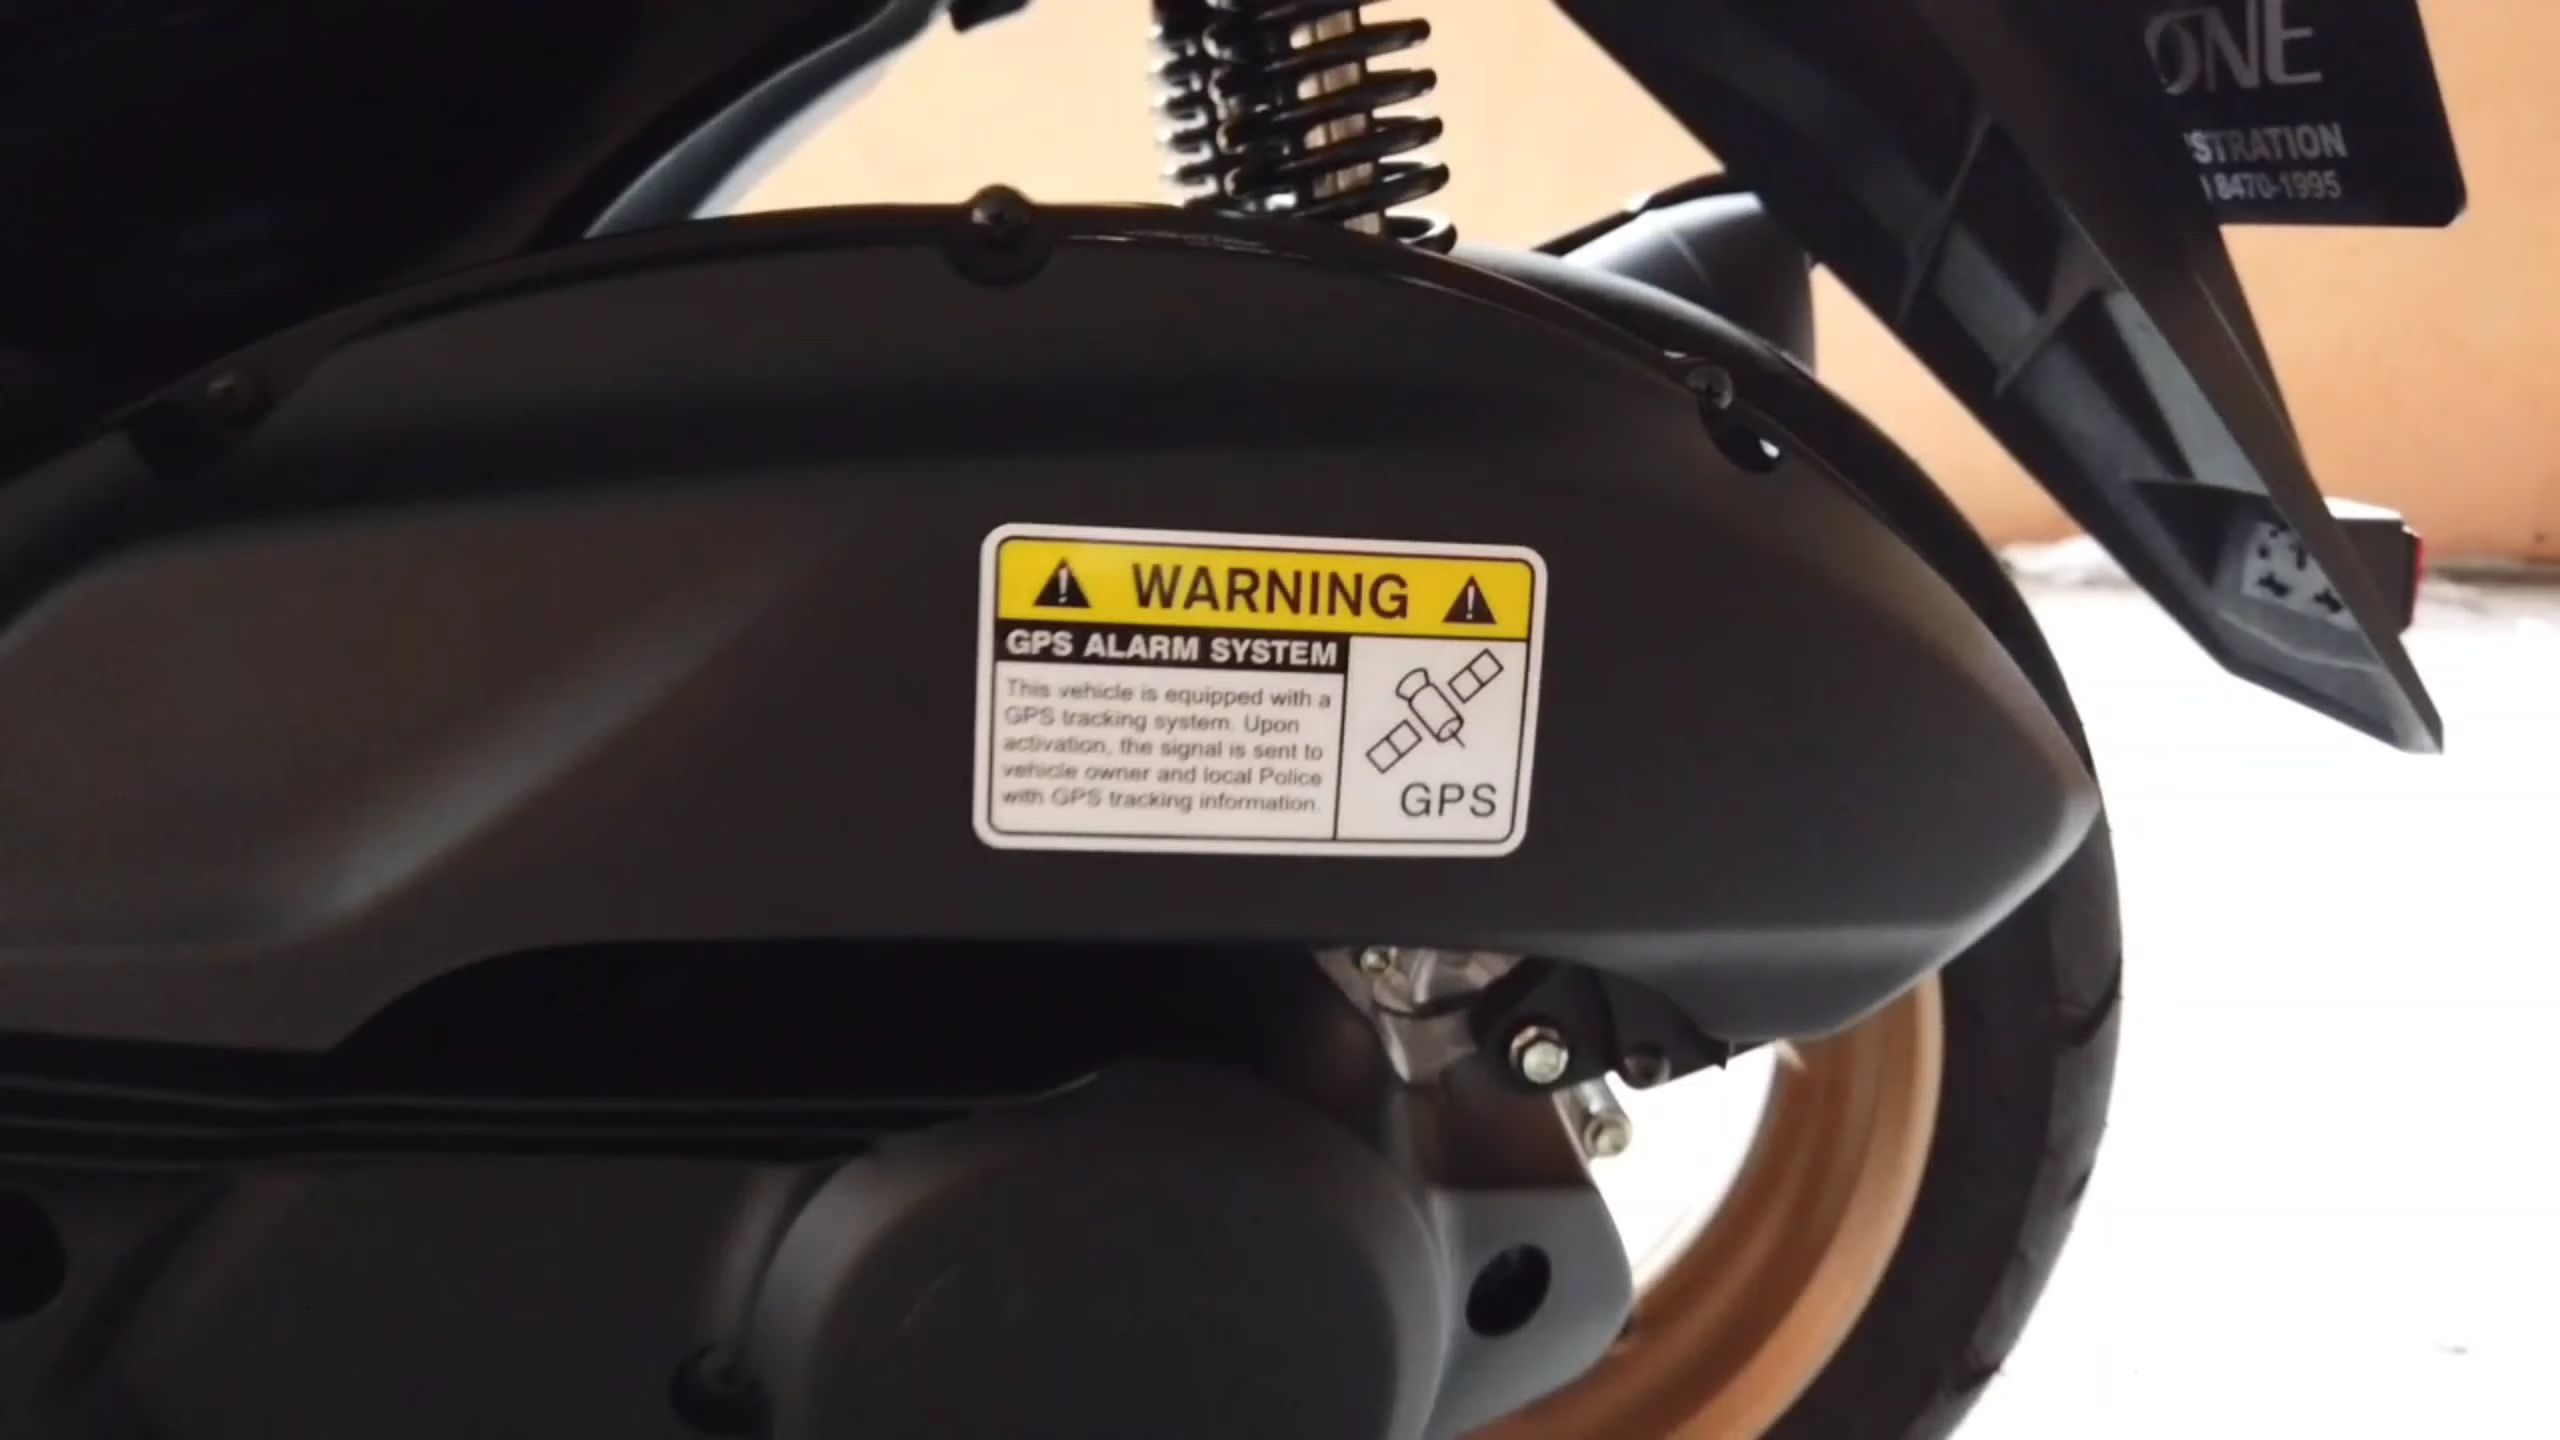 ONE
STRATION
8470-1995
WARNING
GPS ALARM SYSTEM
This vehicle is equipped with a
GPS tracking system. Upon
activation, the signal is sent to
vehicle owner and local Police
with GPS tracking information.
GPS